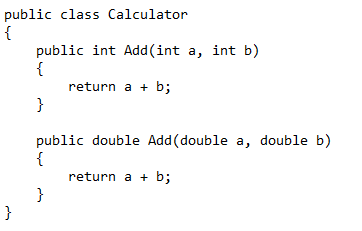 public class Calculator
{
    public int Add(int a, int b)
    {
        return a + b;
    }

    public double Add(double a, double b)
    {
        return a + b;
    }
}